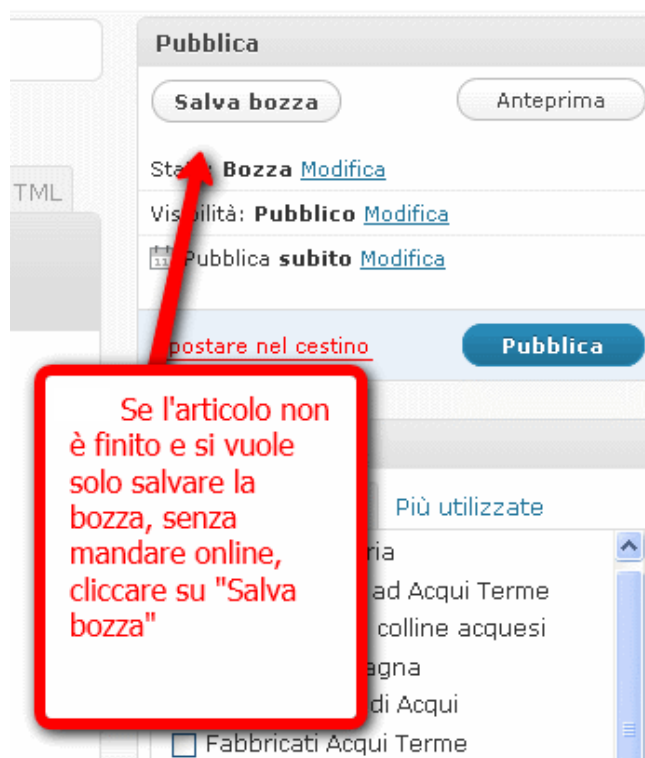 Pubblica
Salva bozza
Anteprima
TML
Bozza Modifica
Visibilità: Pubblico Modifica
Pubblica subito Modifica
postare nel cestino
Pubblica
Se l'articolo non
è finito e si vuole
solo salvare la
bozza, senza
mandare online,
cliccare su "Salva
bozza"
Più utilizzate
ria
ad Acqui Terme
colline acquesi
agna
di Acqui
Fabbricati Acqui Terme